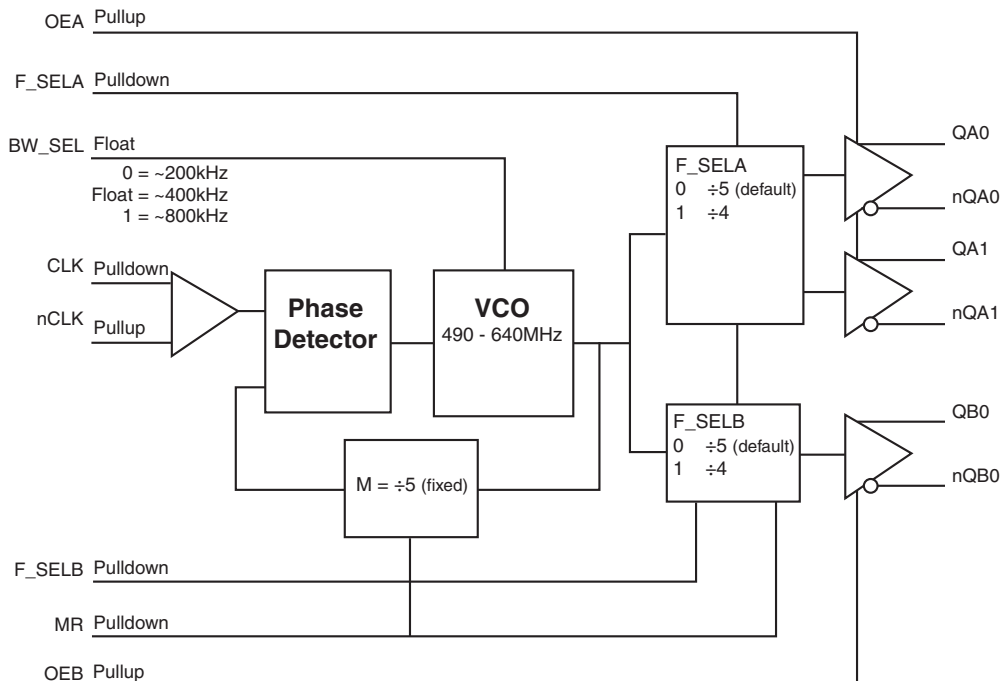 OEA Pullup
F_SELA Pulldown
BW_SEL Float
0 = ~200kHz
Float = ~400kHz
1 = ~800kHz
CLK Pulldown
nCLK Pullup
Phase
Detector
VCO
490 - 640MHz
M = ÷5 (fixed)
F_SELA
0 ÷5 (default)
1 ÷4
F_SELB
0 ÷5 (default)
1 ÷4
QA0
nQA0
QA1
nQA1
QB0
nQB0
F_SELB Pulldown
MR Pulldown
OEB Pullup